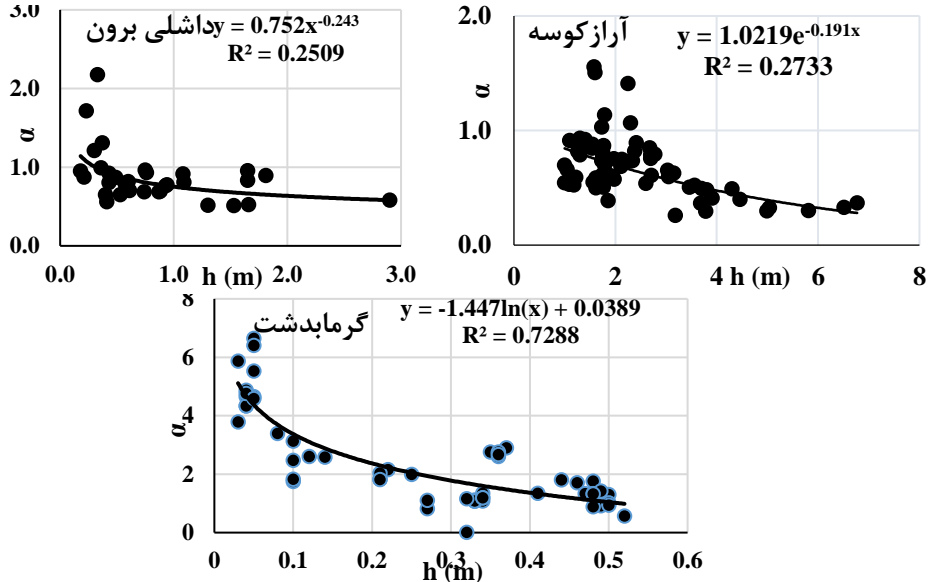 داشلی برون
y = 0.752x^-0.243
R² = 0.2509
α
3.0
2.0
1.0
0.0
0.0 1.0 2.0 3.0
h (m)
آرازکوسه
y = 1.0219e^-0.191x
R² = 0.2733
α
2.0
1.0
0.0
0 2 4 6 8
h (m)
گرمابدشت
y = -1.447ln(x) + 0.0389
R² = 0.7288
α
8
6
4
2
0
0 0.1 0.2 0.3 0.4 0.5 0.6
h (m)